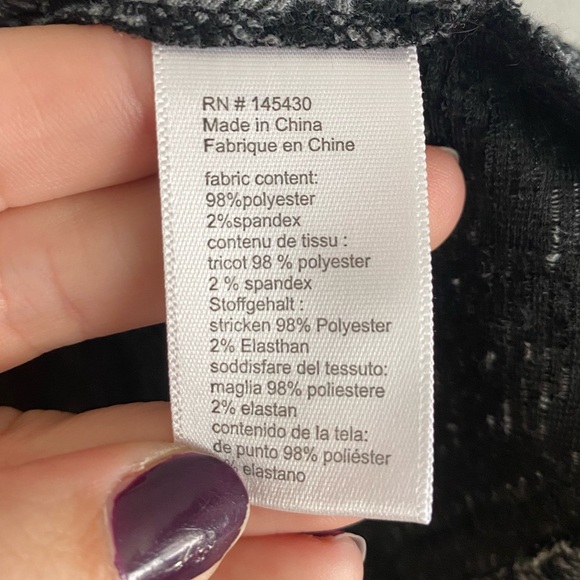 RN # 145430
Made in China
Fabrique en Chine
fabric content:
98%polyester
2%spandex
contenu de tissu :
tricot 98 % polyester
2 % spandex
Stoffgehalt :
stricken 98% Polyester
2% Elasthan
soddisfare del tessuto:
maglia 98% poliestere
2% elastan
contenido de la tela:
de punto 98% poliéster
% elastano